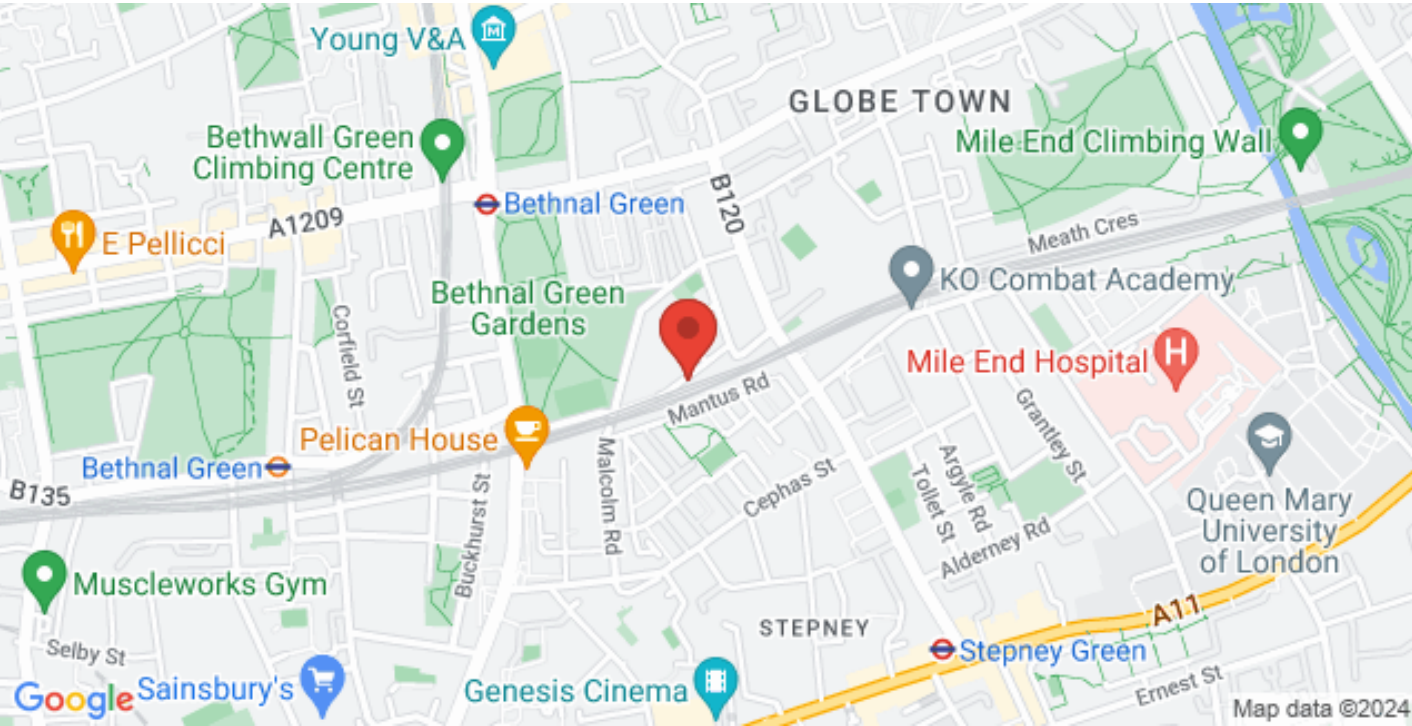 Young V&A
GLOBE TOWN
Bethwall Green
Climbing Centre
Mile End Climbing Wall
B120
Bethnal Green
A1209
E Pellicci
Meath Cres
KO Combat Academy
Bethnal Green
Gardens
Corfield St
Mile End Hospital
H
Mantus Rd
Grantley St
Pelican House
Bethnal Green
B135
Malcolm Rd
Buckhurst St
Cephas St
Argyle Rd
Tollet St
Alderney Rd
Queen Mary
University
of London
Muscleworks Gym
A11
STEPNEY
Stepney Green
Selby St
Sainsbury's
Genesis Cinema
Ernest St
Google
Map data ©2024